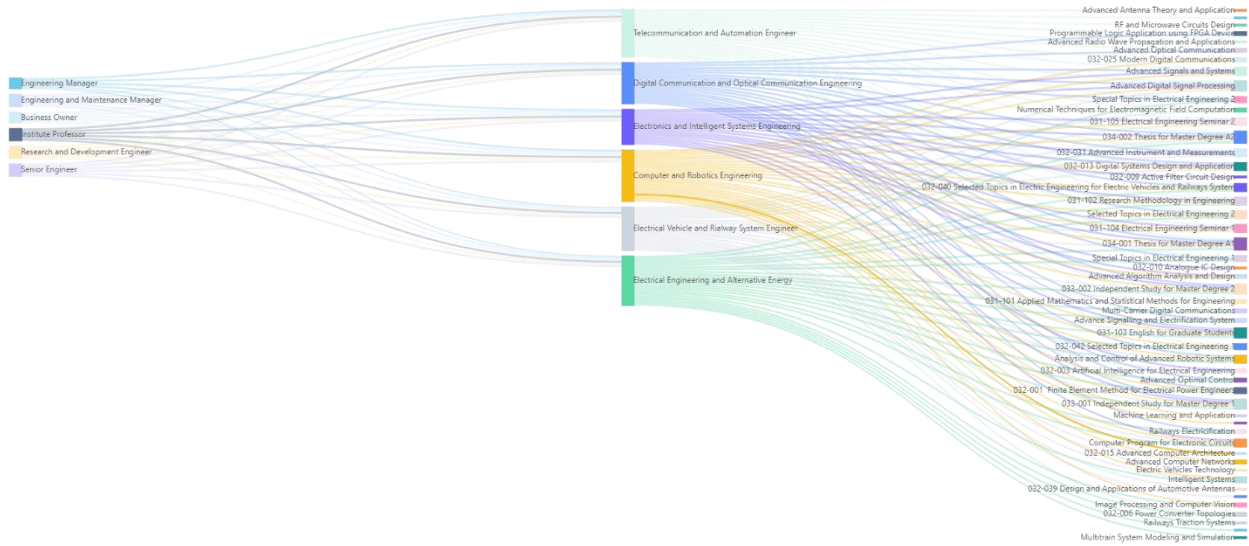 Engineering Manager
Engineering and Maintenance Manager
Business Owner
Institute Professor
Research and Development Engineer
Senior Engineer
Telecommunication and Automation Engineer
Digital Communication and Optical Communication Engineering
Electronics and Intelligent Systems Engineering
Computer and Robotics Engineering
Electrical Vehicle and Rialway System Engineer
Electrical Engineering and Alternative Energy
Advanced Antenna Theory and Application
RF and Microwave Circuits Design
Programmable Logic Application using FPGA Device
Advanced Radio Wave Propagation and Applications
Advanced Optical Communication
032-025 Modern Digital Communications
Advanced Signals and Systems
Advanced Digital Signal Processing
Special Topics in Electrical Engineering 2
Numerical Techniques for Electromagnetic Field Computation
031-105 Electrical Engineering Seminar 2
034-002 Thesis for Master Degree A2
032-031 Advanced Instrument and Measurements
032-013 Digital Systems Design and Application
032-009 Active Filter Circuit Design
032-040 Selected Topics in Electric Engineering for Electric Vehicles and Railways System
031-102 Research Methodology in Engineering
Selected Topics in Electrical Engineering 2
031-104 Electrical Engineering Seminar 1
034-001 Thesis for Master Degree A1
Special Topics in Electrical Engineering 1
032-010 Analogue IC Design
Advanced Algorithm Analysis and Design
033-002 Independent Study for Master Degree 2
031-101 Applied Mathematics and Statistical Methods for Engineering
Multi-Carrier Digital Communications
Advance Signalling and Electrification System
031-103 English for Graduate Student
032-042 Selected Topics in Electrical Engineering 1
Analysis and Control of Advanced Robotic Systems
032-003 Artificial Intelligence for Electrical Engineering
Advanced Optimal Control
032-001 Finite Element Method for Electrical Power Engineers
033-001 Independent Study for Master Degree 1
Machine Learning and Application
Railways Electricification
Computer Program for Electronic Circuits
032-015 Advanced Computer Architecture
Advanced Computer Networks
Electric Vehicles Technology
Intelligent Systems
032-039 Design and Applications of Automotive Antennas
Image Processing and Computer Vision
032-006 Power Converter Topologies
Railways Traction Systems
Multitrain System Modeling and Simulation